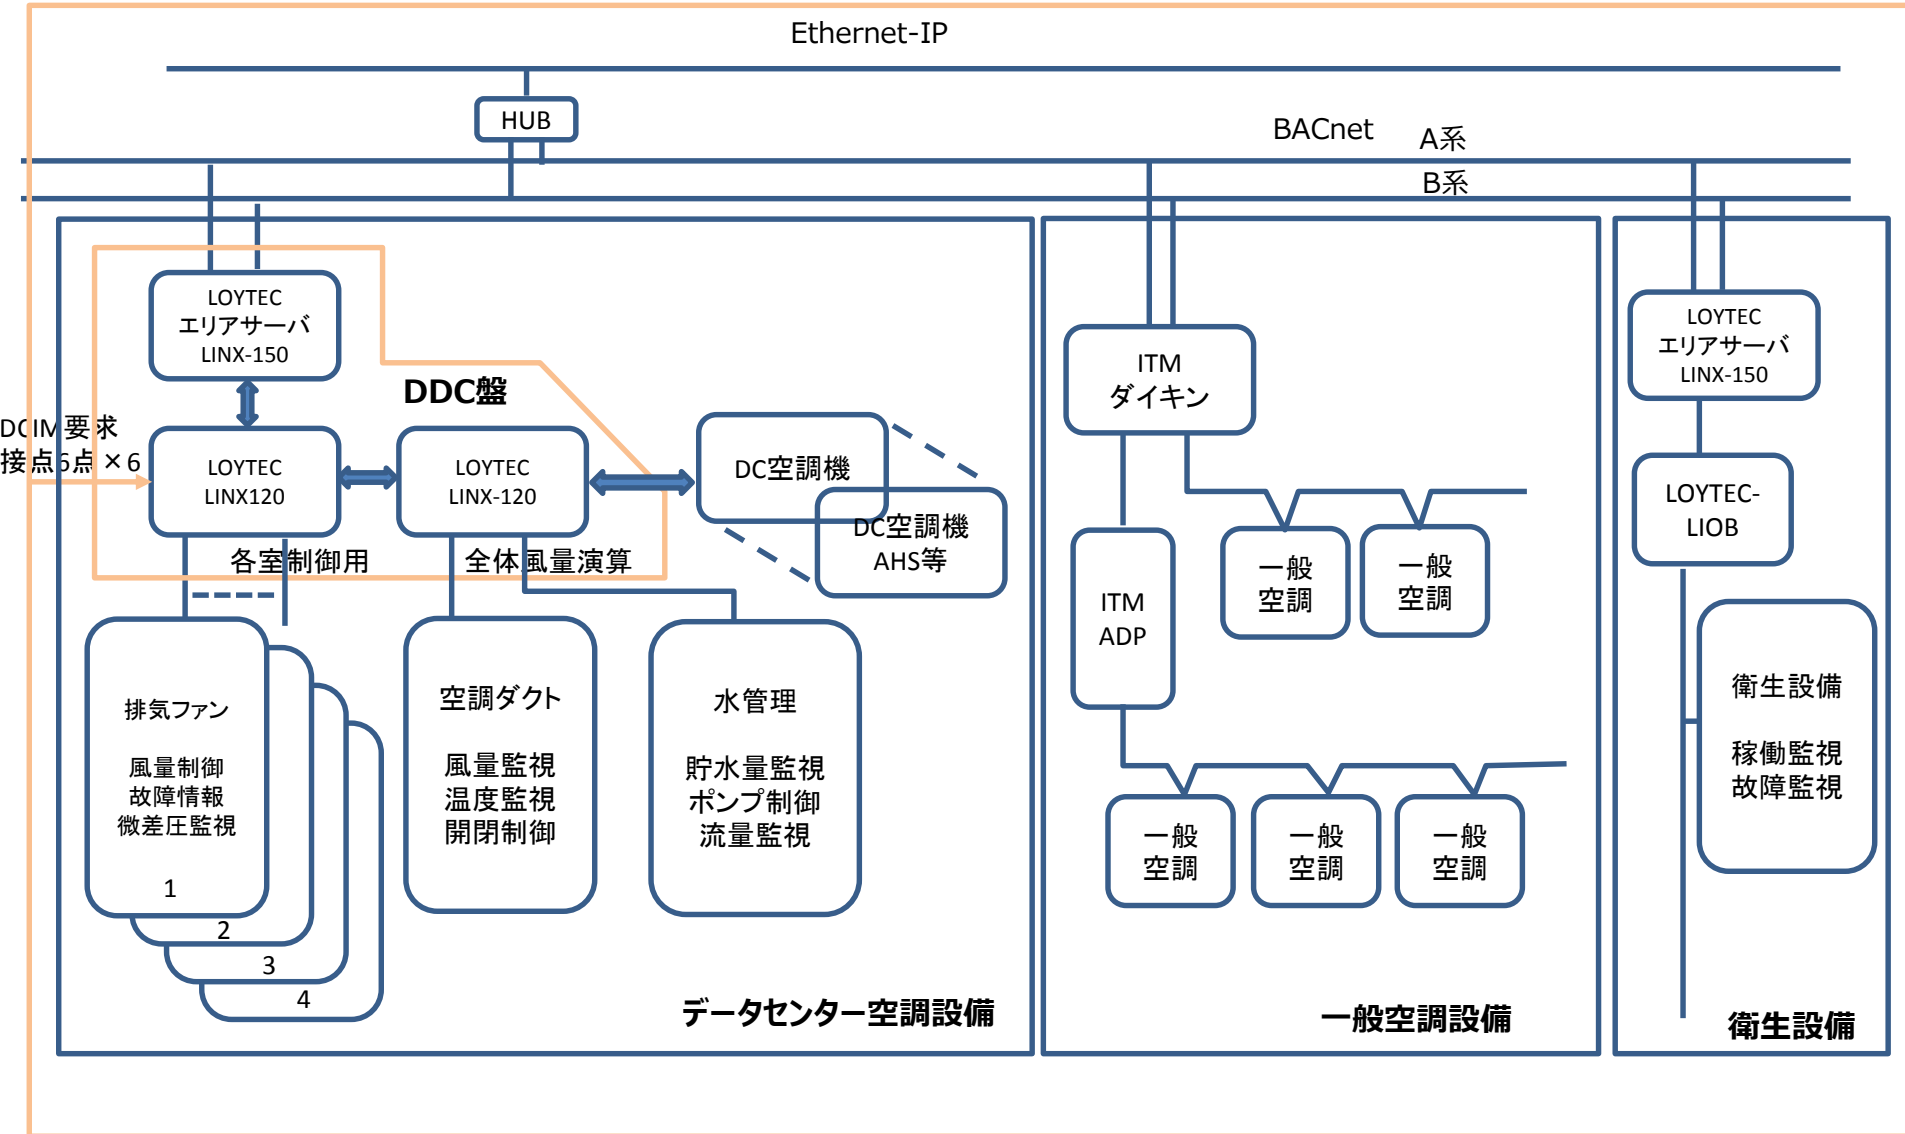 Ethernet-IP
HUB
BACnet
A系
B系
LOYTEC
エリアサーバ
LINX-150
DDC盤
DCIM要求
接点6点×6
LOYTEC
LINX120
LOYTEC
LINX-120
各室制御用
全体風量演算
DC空調機
DC空調機
AHS等
排気ファン
風量制御
故障情報
微差圧監視
1
2
3
4
空調ダクト
風量監視
温度監視
開閉制御
水管理
貯水量監視
ポンプ制御
流量監視
データセンター空調設備
ITM
ダイキン
ITM
ADP
一般
空調
一般
空調
一般
空調
一般
空調
一般
空調
一般空調設備
LOYTEC
エリアサーバ
LINX-150
LOYTEC-
LIOB
衛生設備
稼働監視
故障監視
衛生設備